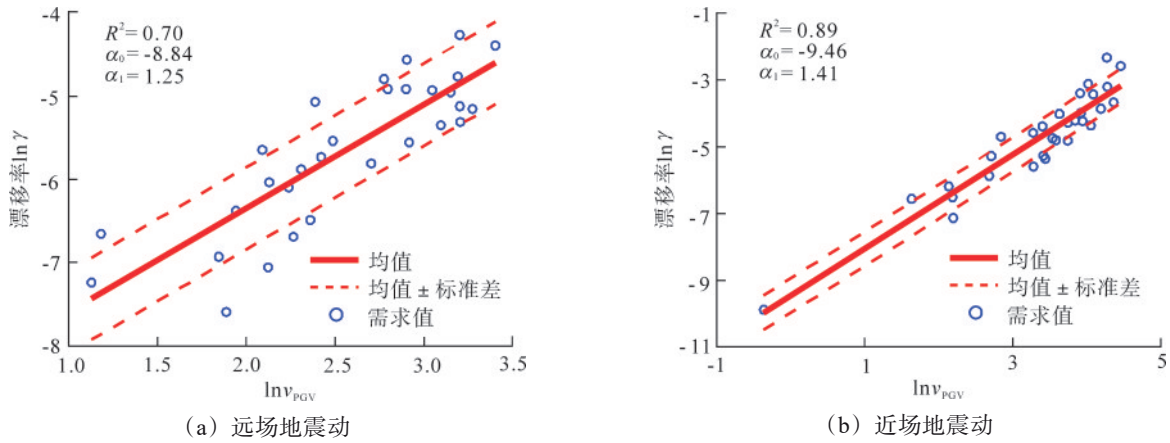 R² = 0.70
α₀= -8.84
α₁= 1.25
-4
-5
-6
-7
-8
漂移率lnγ
均值
均值 ± 标准差
需求值
1.0
1.5
2.0
2.5
3.0
3.5
lnv_PGV
(a) 远场地震动
R² = 0.89
α₀= -9.46
α₁= 1.41
-1
-3
-5
-7
-9
-11
漂移率lnγ
均值
均值 ± 标准差
需求值
-1
1
3
5
lnv_PGV
(b) 近场地震动